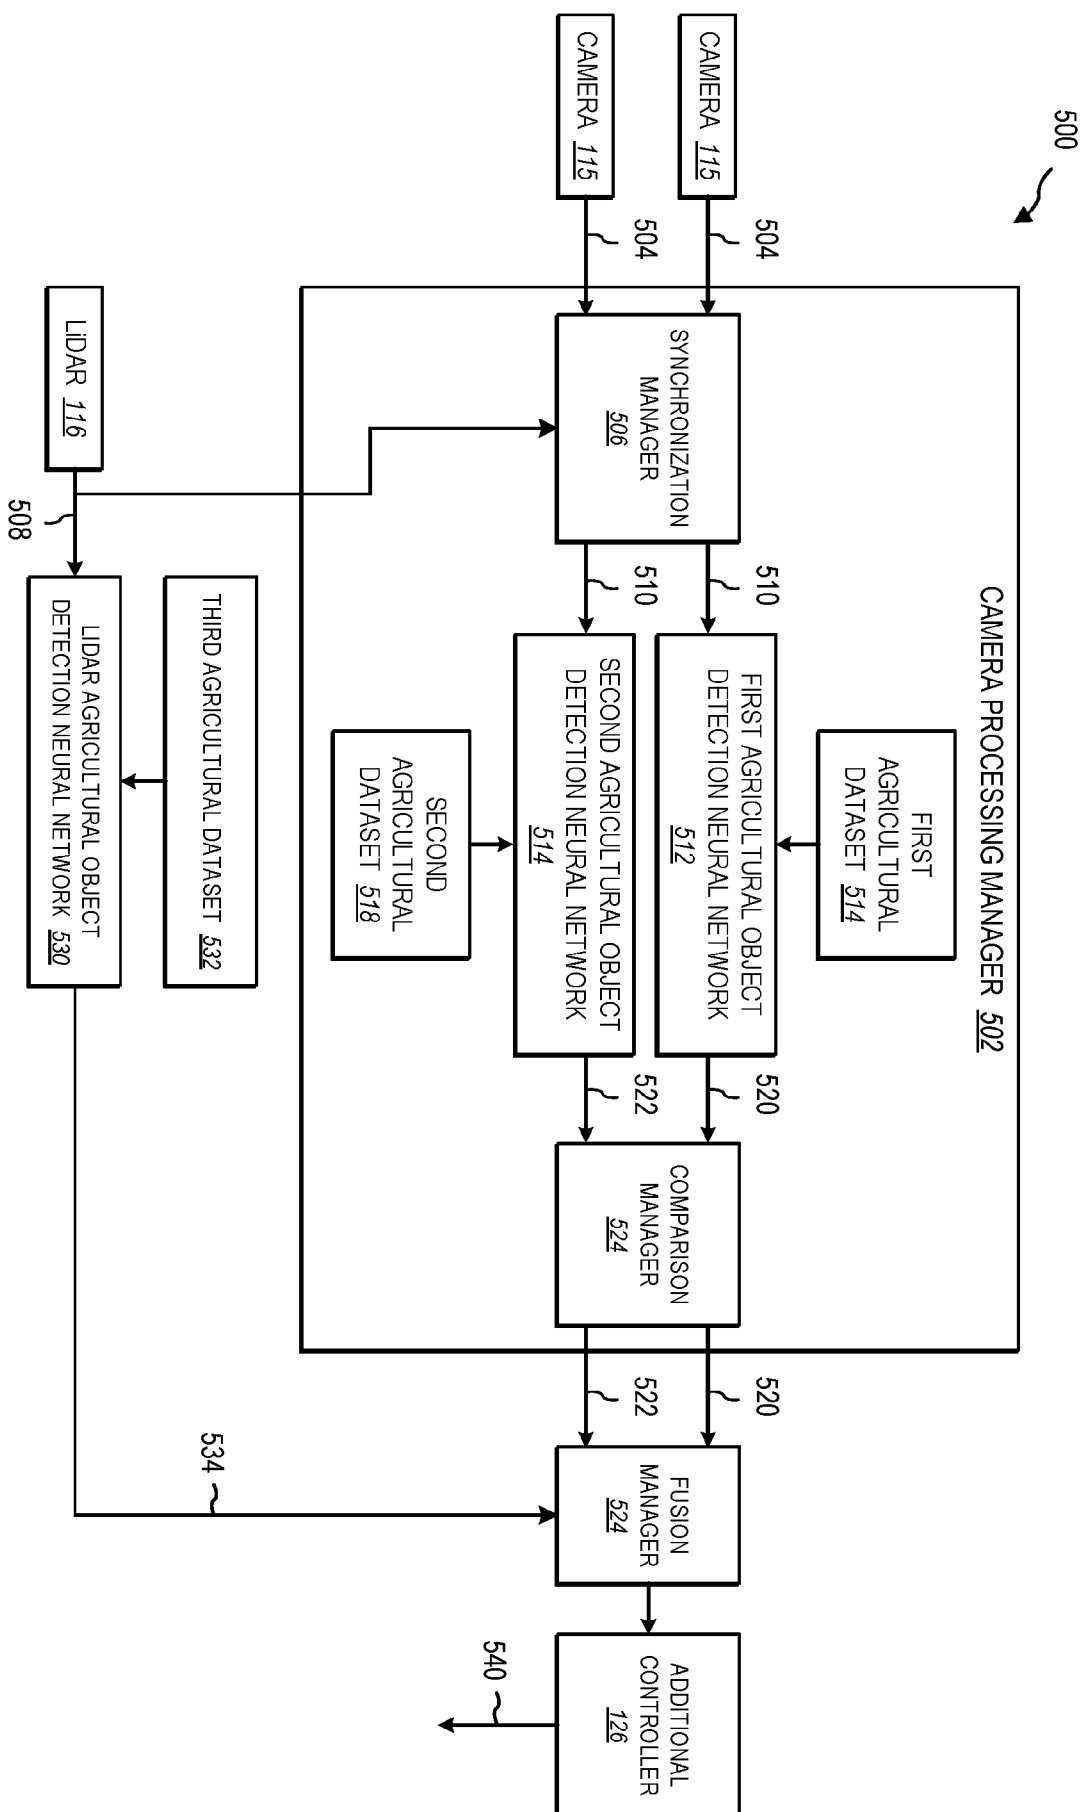 500
CAMERA 115
CAMERA 115
504
504
CAMERA PROCESSING MANAGER 502
SYNCHRONIZATION
MANAGER
506
510
510
FIRST
AGRICULTURAL
DATASET 514
FIRST AGRICULTURAL OBJECT
DETECTION NEURAL NETWORK
512
SECOND AGRICULTURAL OBJECT
DETECTION NEURAL NETWORK
514
SECOND
AGRICULTURAL
DATASET 518
520
522
COMPARISON
MANAGER
524
520
522
FUSION
MANAGER
524
ADDITIONAL
CONTROLLER
126
540
LiDAR 116
508
THIRD AGRICULTURAL DATASET 532
LIDAR AGRICULTURAL OBJECT
DETECTION NEURAL NETWORK 530
534